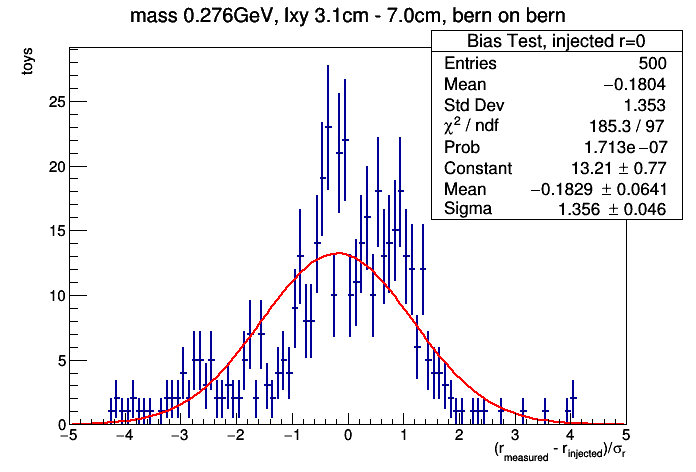 mass 0.276GeV, lxy 3.1cm - 7.0cm, bern on bern
Bias Test, injected r=0
Entries 500
Mean −0.1804
Std Dev 1.353
χ² / ndf 185.3 / 97
Prob 1.713e−07
Constant 13.21 ± 0.77
Mean −0.1829 ± 0.0641
Sigma 1.356 ± 0.046
toys
25
20
15
10
5
0
−5 −4 −3 −2 −1 0 1 2 3 4 5
(r_measured - r_injected)/σ_r